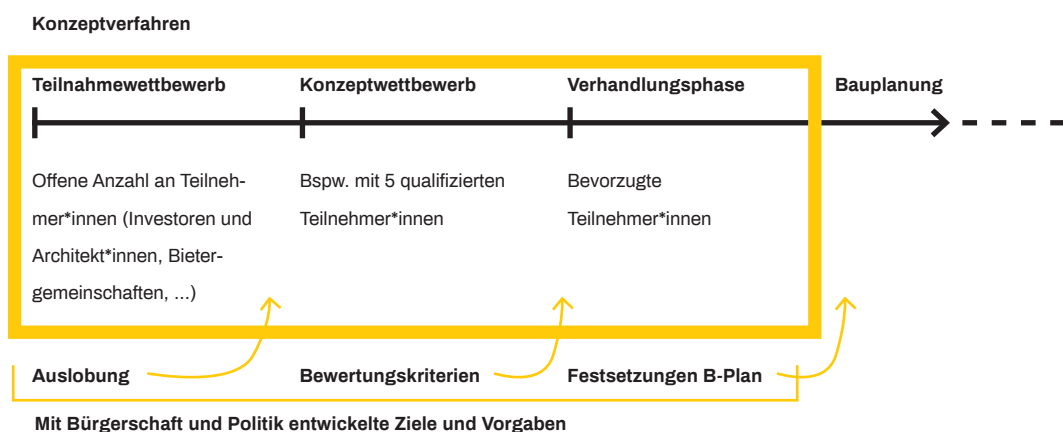 Konzeptverfahren
Teilnahmewettbewerb
Konzeptwettbewerb
Verhandlungsphase
Bauplanung
Offene Anzahl an Teilneh-
mer*innen (Investoren und
Architekt*innen, Bieter-
gemeinschaften, ...)
Bspw. mit 5 qualifizierten
Teilnehmer*innen
Bevorzugte
Teilnehmer*innen
Auslobung
Bewertungskriterien
Festsetzungen B-Plan
Mit Bürgerschaft und Politik entwickelte Ziele und Vorgaben